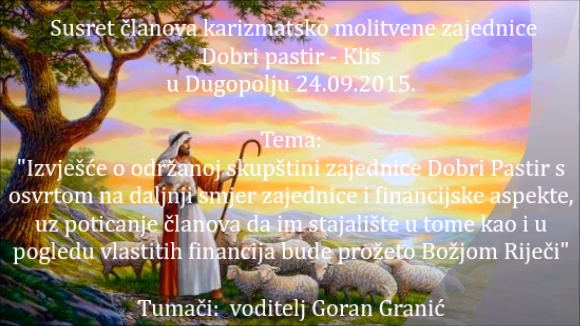 Susret članova karizmatsko molitvene zajednice
Dobri pastir - Klis
u Dugopolju 24.09.2015.
Tema:
"Izvješće o održanoj skupštini zajednice Dobri Pastir s
osvrtom na daljnji smjer zajednice i financijske aspekte,
uz poticanje članova da im stajalište u tome kao i u
pogledu vlastitih financija bude prožeto Božjom Riječi"
Tumači: voditelj Goran Granić